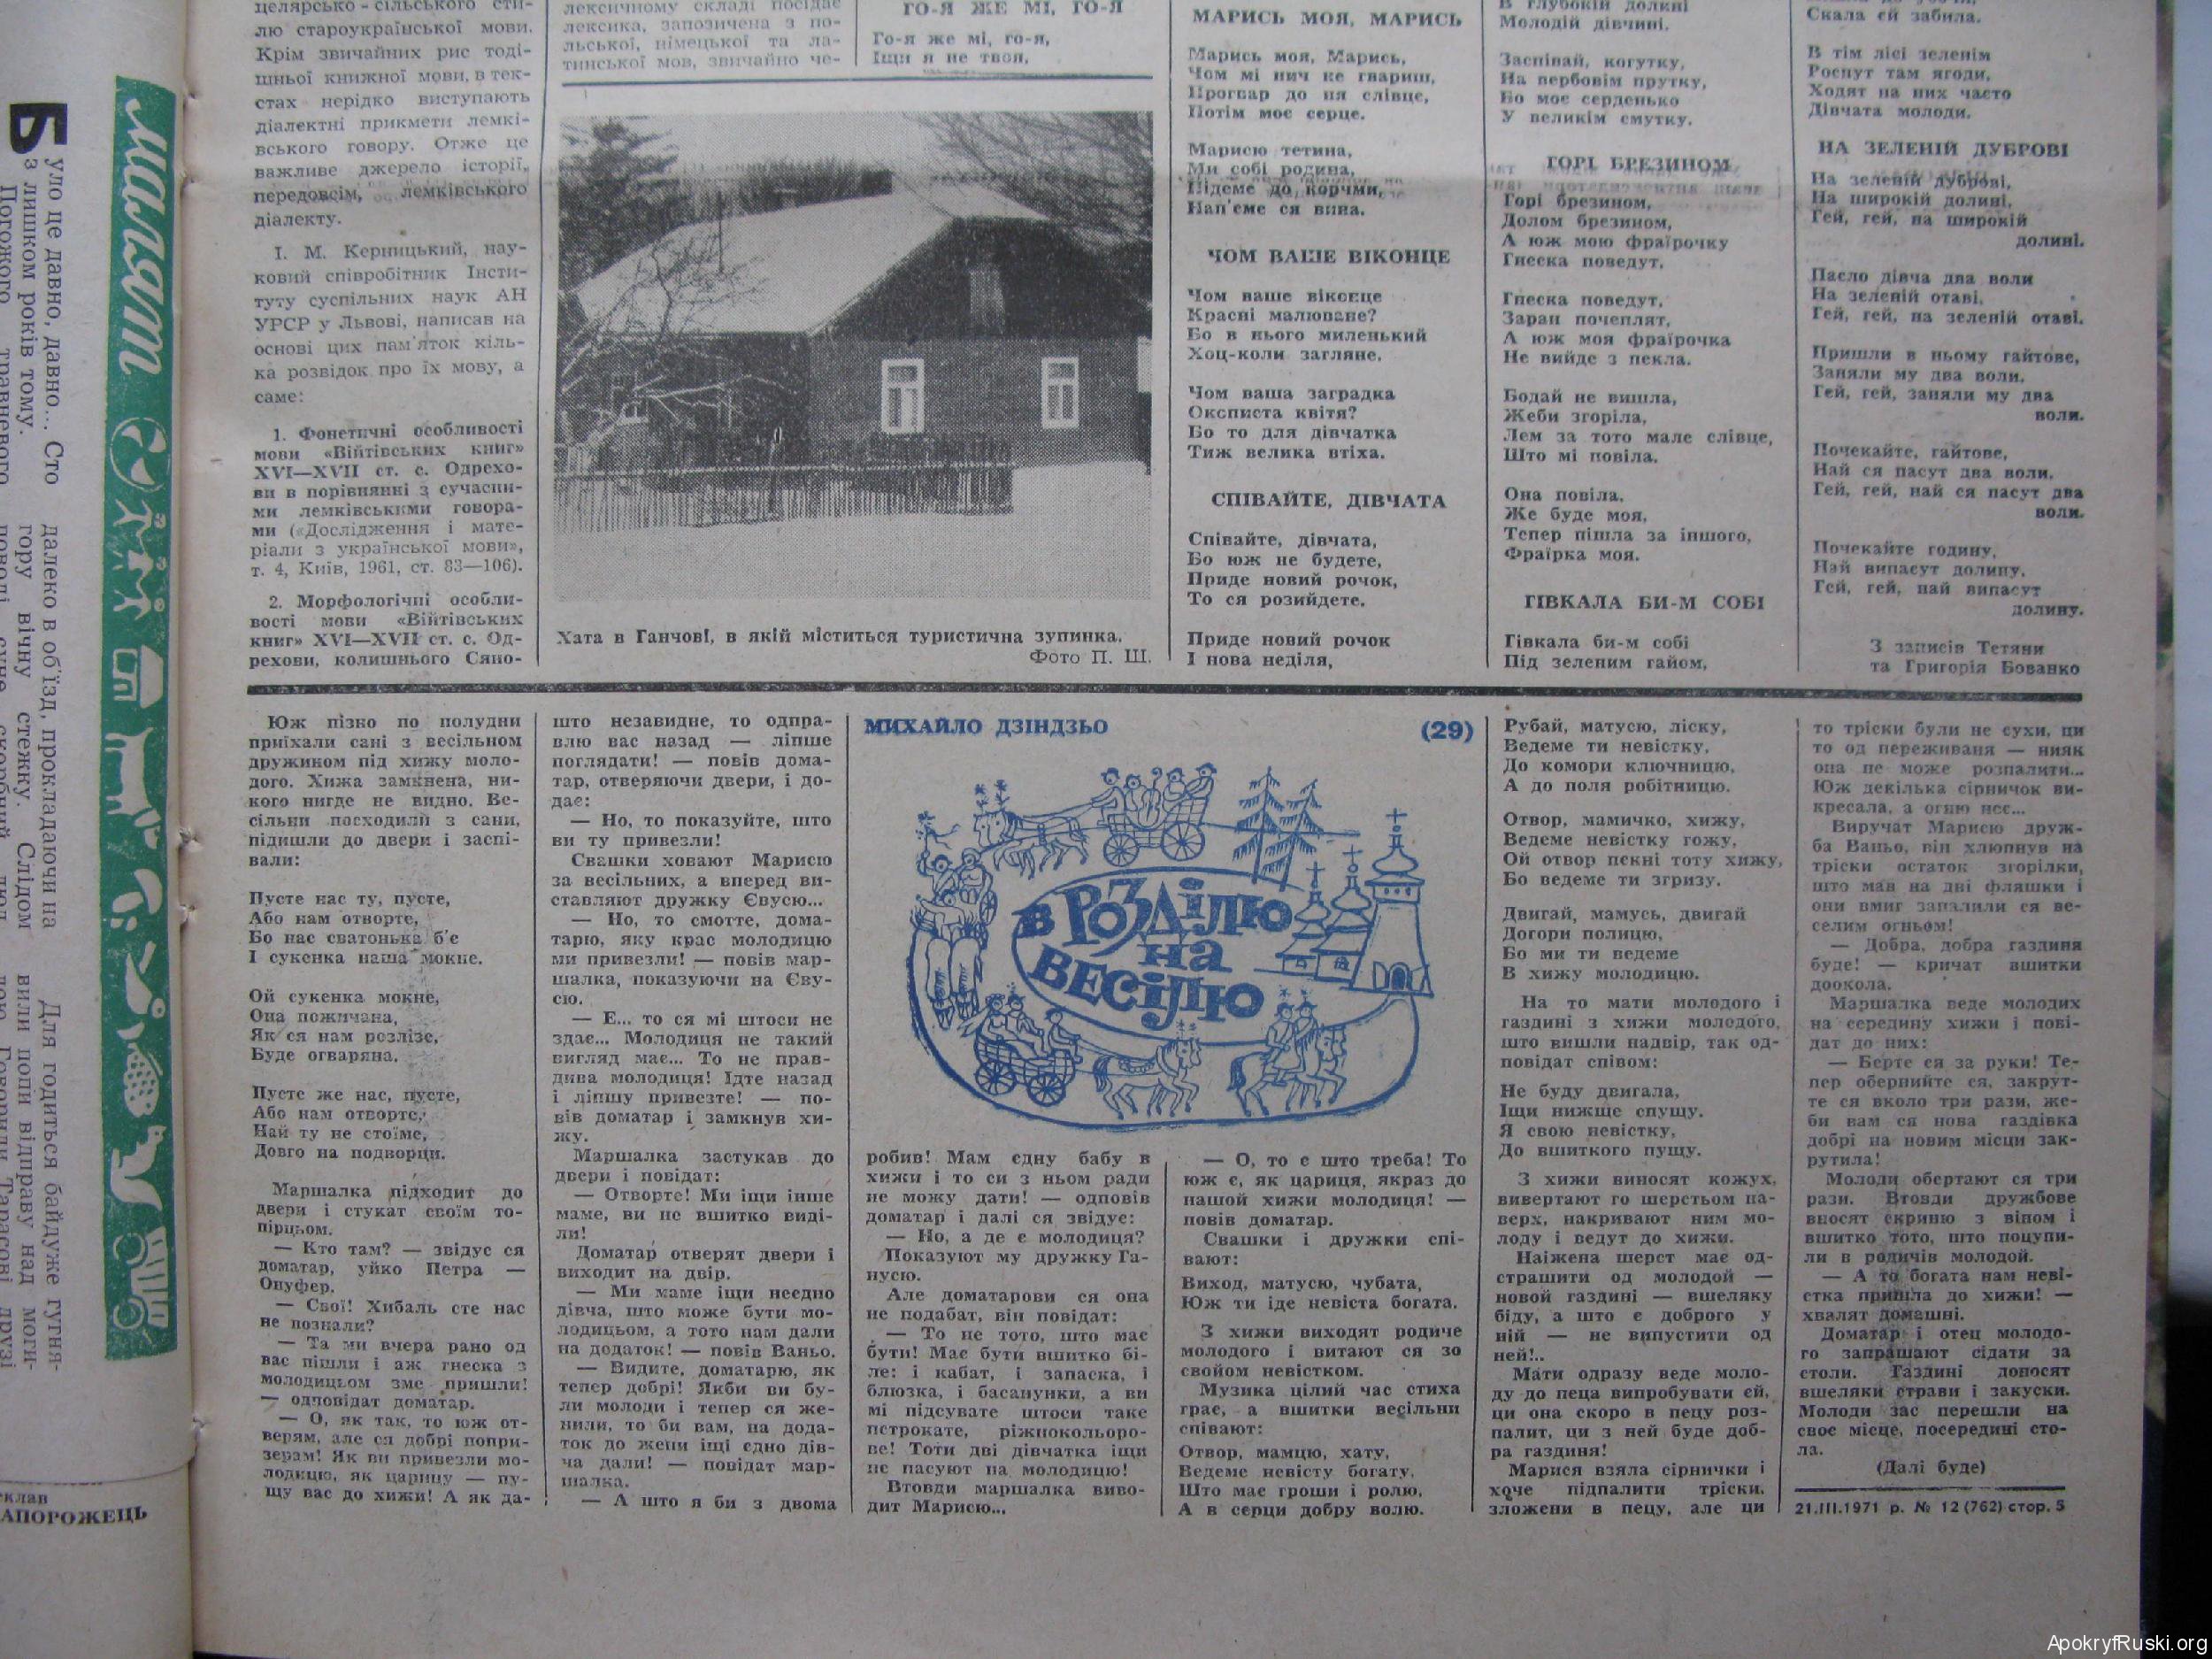 целярсько-сільського сти-
лю староукраїнської мови.
Крім звичайних рис тоді-
шньої книжної мови, в тек-
стах нерідко виступають
діалектні прикмети лемкі-
вського говору. Отже це
важливе джерело історії,
передовсім, лемківського
діалекту.
І. М. Керницький, нау-
ковий співробітник Інсти-
туту суспільних наук АН
УРСР у Львові, написав на
основі цих пам'яток кіль-
ка розвідок про їх мову, а
саме:
1. Фонетичні особливості
мови «Війтівських книг»
XVI—XVII ст. с. Одрехо-
ви в порівнянні з сучасни-
ми лемківськими говора-
ми («Дослідження і мате-
ріали з української мови»,
т. 4, Київ, 1961, ст. 83—106).
2. Морфологічні особли-
вості мови «Війтівських
книг» XVI—XVII ст. с. Од-
рехови, колишнього Сяно-
лексичному складі посідає
лексика, запозичена з по-
льської, німецької та ла-
тинської мов, звичайно че-
ГО-Я ЖЕ МІ, ГО-Я
Го-я же мі, го-я,
Іщи я не твоя,
Хата в Ганчові, в якій міститься туристична зупинка.
Фото П. Ш.
МАРИСЬ МОЯ, МАРИСЬ
Марись моя, Марись,
Чом мі нич не гвариш,
Прогвар до ня слівце,
Потім моє серце.
Марисю тетина,
Ми собі родина,
Підеме до корчми,
Нап'єме ся вина.
ЧОМ ВАШЕ ВІКОНЦЕ
Чом ваше віконце
Красні мальоване?
Бо в нього миленький
Хоц-коли загляне.
Чом ваша заградка
Оксписта квітя?
Бо то для дівчатка
Тиж велика втіха.
СПІВАЙТЕ, ДІВЧАТА
Співайте, дівчата,
Бо юж не будете,
Приде новий рочок,
То ся розийдете.
Приде новий рочок
І нова неділя,
В глубокій долині
Молодій дівчині.
Заспівай, когутку,
На вербовім прутку,
Бо моє серденько
У великім смутку.
ГОРІ БРЕЗИНОМ
Горі брезином,
Долом брезином,
А юж мою фраїрочку
Гнеска поведут.
Гнеска поведут,
Заран почеплят,
А юж моя фраїрочка
Не вийде з пекла.
Бодай не вишла,
Жеби згоріла,
Лем за тото мале слівце,
Што мі повіла.
Она повіла,
Же буде моя,
Тепер пішла за іншого,
Фраїрка моя.
ГІВКАЛА БИ-М СОБІ
Гівкала би-м собі
Під зеленим гайом,
Скала єй забила.
В тім лісі зеленім
Роснут там ягоди,
Ходят на них часто
Дівчата молоди.
НА ЗЕЛЕНІЙ ДУБРОВІ
На зеленій дуброві,
На широкій долині,
Гей, гей, на широкій
долині.
Пасло дівча два воли
На зеленій отаві,
Гей, гей, на зеленій отаві.
Пришли в ньому гайтове,
Заняли му два воли,
Гей, гей, заняли му два
воли.
Почекайте, гайтове,
Най ся пасут два воли,
Гей, гей, най ся пасут два
воли.
Почекайте годину,
Най випасут долину,
Гей, гей, най випасут
долину.
З записів Тетяни
та Григорія Бованко
Юж пізно по полудни
приїхали сані з весільном
дружином під хижу моло-
дого. Хижа замкнена, ни-
кого нигде не видно. Ве-
сільни посходили з сани,
підишли до двери і заспі-
вали:
Пусте нас ту, пусте,
Або нам отворте,
Бо нас сватонька б'є
І сукенка наша мокне.
Ой сукенка мокне,
Она пожичана,
Як ся нам розлізе,
Буде огваряна.
Пусте же нас, пусте,
Або нам отворте,
Най ту не стоїме,
Довго на подворци.
Маршалка підходит до
двери і стукат своїм то-
пірцьом.
— Кто там? — звідує ся
доматар, уйко Петра —
Онуфер.
— Свої! Хибаль сте нас
не познали?
— Та ми вчера рано од
вас пішли і аж гнеска з
молодицьом зме пришли!
— одповідат доматар.
— О, як так, то юж от-
верям, але ся добрі попри-
зерам! Як ви привезли мо-
лодицю, як царицу — пу-
щу вас до хижи! А як да-
што незавидне, то одпра-
влю вас назад — ліпше
поглядати! — повів дома-
тар, отверяючи двери, і до-
дає:
— Но, то показуйте, што
ви ту привезли!
Свашки ховают Марисю
за весільних, а вперед ви-
ставляют дружку Євусю...
— Но, то смотте, дома-
тарю, яку крас молодицю
ми привезли! — повів мар-
шалка, показуючи на Єву-
сю.
— Е... то ся мі штоси не
здає... Молодиця не такий
вигляд має... То не прав-
дива молодиця! Ідте назад
і ліпшу привезте! — по-
вів доматар і замкнув хи-
жу.
Маршалка застукав до
двери і повідат:
— Отворте! Ми іщи інше
маме, ви не вшитко виді-
ли!
Доматар отверят двери і
виходит на двір.
— Ми маме іщи неєдно
дівча, што може бути мо-
лодицьом, а тото нам дали
на додаток! — повів Ваньо.
— Видите, доматарю, як
тепер добрі! Якби ви бу-
ли молоди і тепер ся же-
нили, то би вам, на дода-
ток до жени іщі єдно дів-
ча дали! — повідат мар-
шалка.
— А што я би з двома
МИХАЙЛО ДЗІНДЗЬО (29)
В РОЗДІЛЮ
НА
ВЕСІЛЮ
робив! Мам єдну бабу в
хижи і то си з ньом ради
не можу дати! — одповів
доматар і далі ся звідує:
— Но, а де є молодиця?
Показуют му дружку Га-
нусю.
Але доматарови ся она
не подабат, він повідат:
— То не тото, што має
бути! Має бути вшитко бі-
ле: і кабат, і запаска, і
блюзка, і басанунки, а ви
мі підсувате штоси таке
пстрокате, ріжнокольоро-
ве! Тоти дві дівчатка іщи
не пасуют на молодицю!
Втовди маршалка виво-
дит Марисю...
— О, то є што треба! То
юж є, як цариця, якраз до
нашой хижи молодиця! —
повів доматар.
Свашки і дружки спі-
вают:
Виход, матусю, чубата,
Юж ти іде невіста богата.
З хижи виходят родиче
молодого і витают ся зо
свойом невістком.
Музика цілий час стиха
грає, а вшитки весільни
співают:
Отвор, мамцю, хату,
Ведеме невісту богату,
Што має гроши і ролю,
А в серци добру волю.
Рубай, матусю, ліску,
Ведеме ти невістку,
До комори ключницю,
А до поля робітницю.
Отвор, мамичко, хижу,
Ведеме невістку гожу,
Ой отвор пекні тоту хижу,
Бо ведеме ти згризу.
Двигай, мамусь, двигай
Догори полицю,
Бо ми ти ведеме
В хижу молодицю.
На то мати молодого і
газдині з хижи молодого,
што вишли надвір, так од-
повідат співом:
Не буду двигала,
Іщи нижше спущу.
Я свою невістку,
До вшиткого пущу.
З хижи виносят кожух,
вивертают го шерстьом на-
верх, накривают ним мо-
лоду і ведут до хижи.
Наїжена шерст має од-
страшити од молодой —
новой газдині — вшеляку
біду, а што є доброго у
ній — не випустити од
ней!..
Мати одразу веде моло-
ду до пеца випробувати єй,
ци она скоро в пецу роз-
палит, ци з ней буде доб-
ра газдиня!
Марися взяла сірнички і
хоче підпалити тріски,
зложени в пецу, але ци
то тріски були не сухи, ци
то од переживаня — нияк
она не може розпалити...
Юж декілька сірничок ви-
кресала, а огню неє...
Виручат Марисю друж-
ба Ваньо, він хлюпнув на
тріски остаток згорілки,
што мав на дні фляшки і
они вмиг запалили ся ве-
селим огньом!
— Добра, добра газдиня
буде! — кричат вшитки
доокола.
Маршалка веде молодих
на середину хижи і пові-
дат до них:
— Берте ся за руки! Те-
пер обернийте ся, закрут-
те ся вколо три рази, же-
би вам ся нова газдівка
добрі на новим місци зак-
рутила!
Молоди обертают ся три
рази. Втовди дружбове
вносят скриню з віном і
вшитко тото, што поцупи-
ли в родичів молодой.
— А то богата нам неві-
стка пришла до хижи! —
хвалят домашні.
Доматар і отец молодо-
го запрашают сідати за
столи. Газдині доносят
вшеляки страви і закуски.
Молоди зас перешли на
своє місце, посередині сто-
ла.
(Далі буде)
21.III.1971 р. № 12 (762) стор. 5
малят
Було це давно, давно... Сто
з лишком років тому.
далеко в об'їзд, прокладаючи на
гору вічну стежку. Слідом
Для годиться байдуже гутня-
вили попи відправу над моги-
АПОРОЖЕЦЬ
ApokryfRuski.org